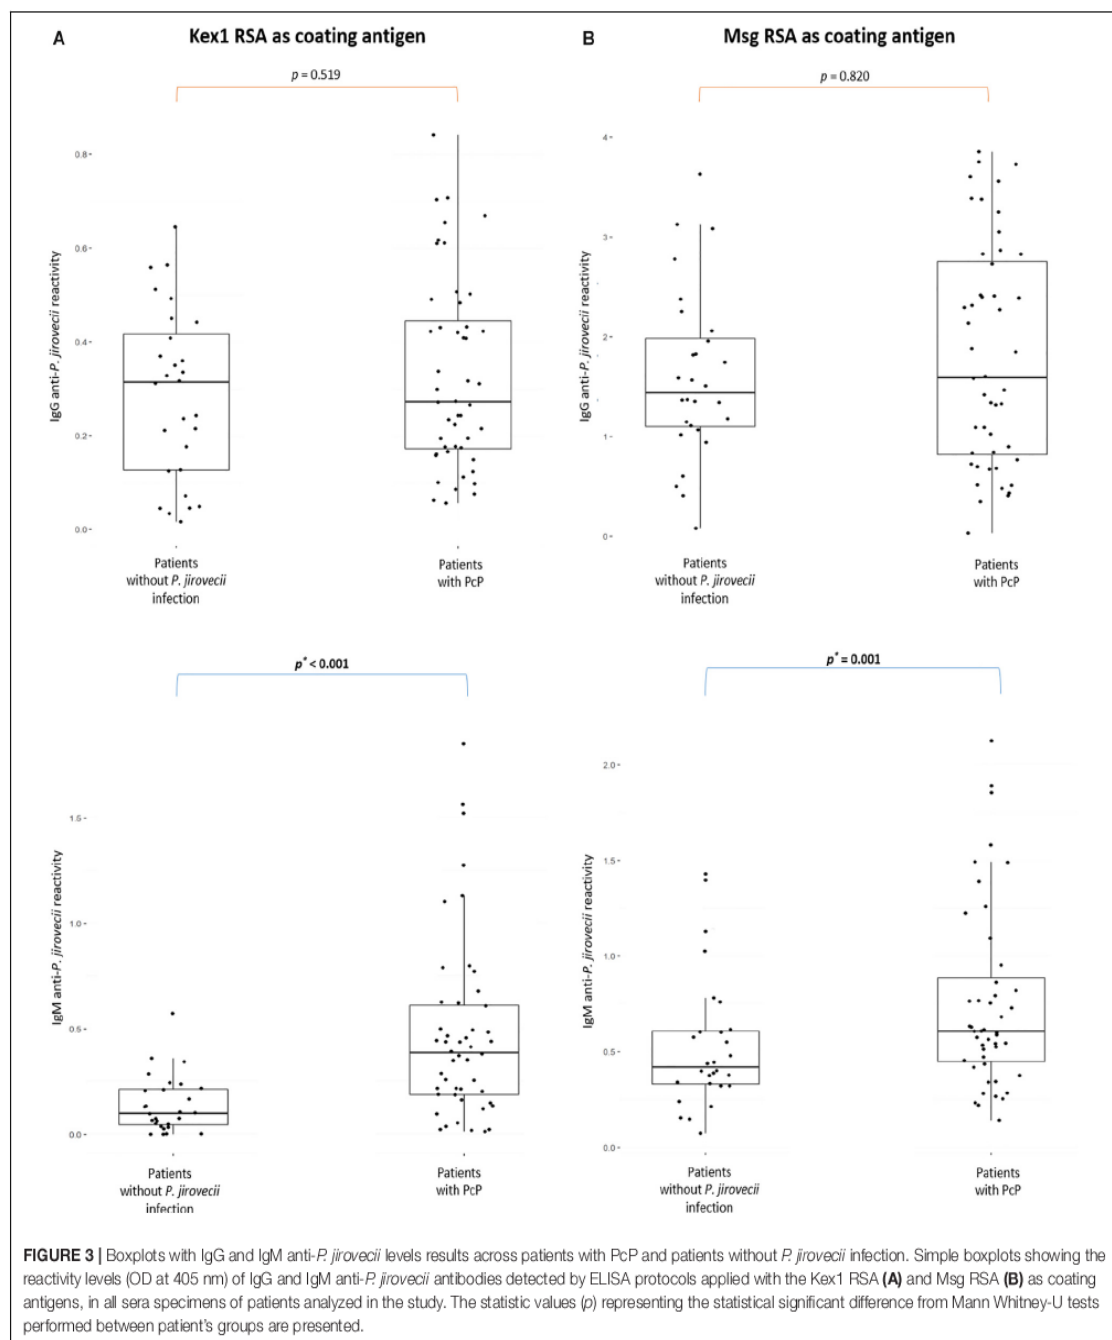 A
Kex1 RSA as coating antigen
p = 0.519
0.8
0.6
0.4
0.2
0.0
IgG anti-P. jirovecii reactivity
Patients
without P. jirovecii
infection
Patients
with PcP
B
Msg RSA as coating antigen
p = 0.820
4
3
2
1
0
IgG anti-P. jirovecii reactivity
Patients
without P. jirovecii
infection
Patients
with PcP
p* < 0.001
1.5
1.0
0.5
0.0
IgM anti-P. jirovecii reactivity
Patients
without P. jirovecii
infection
Patients
with PcP
p* = 0.001
2.0
1.5
1.0
0.5
0.0
IgM anti-P. jirovecii reactivity
Patients
without P. jirovecii
infection
Patients
with PcP
FIGURE 3 | Boxplots with IgG and IgM anti-P. jirovecii levels results across patients with PcP and patients without P. jirovecii infection. Simple boxplots showing the
reactivity levels (OD at 405 nm) of IgG and IgM anti-P. jirovecii antibodies detected by ELISA protocols applied with the Kex1 RSA (A) and Msg RSA (B) as coating
antigens, in all sera specimens of patients analyzed in the study. The statistic values (p) representing the statistical significant difference from Mann Whitney-U tests
performed between patient's groups are presented.